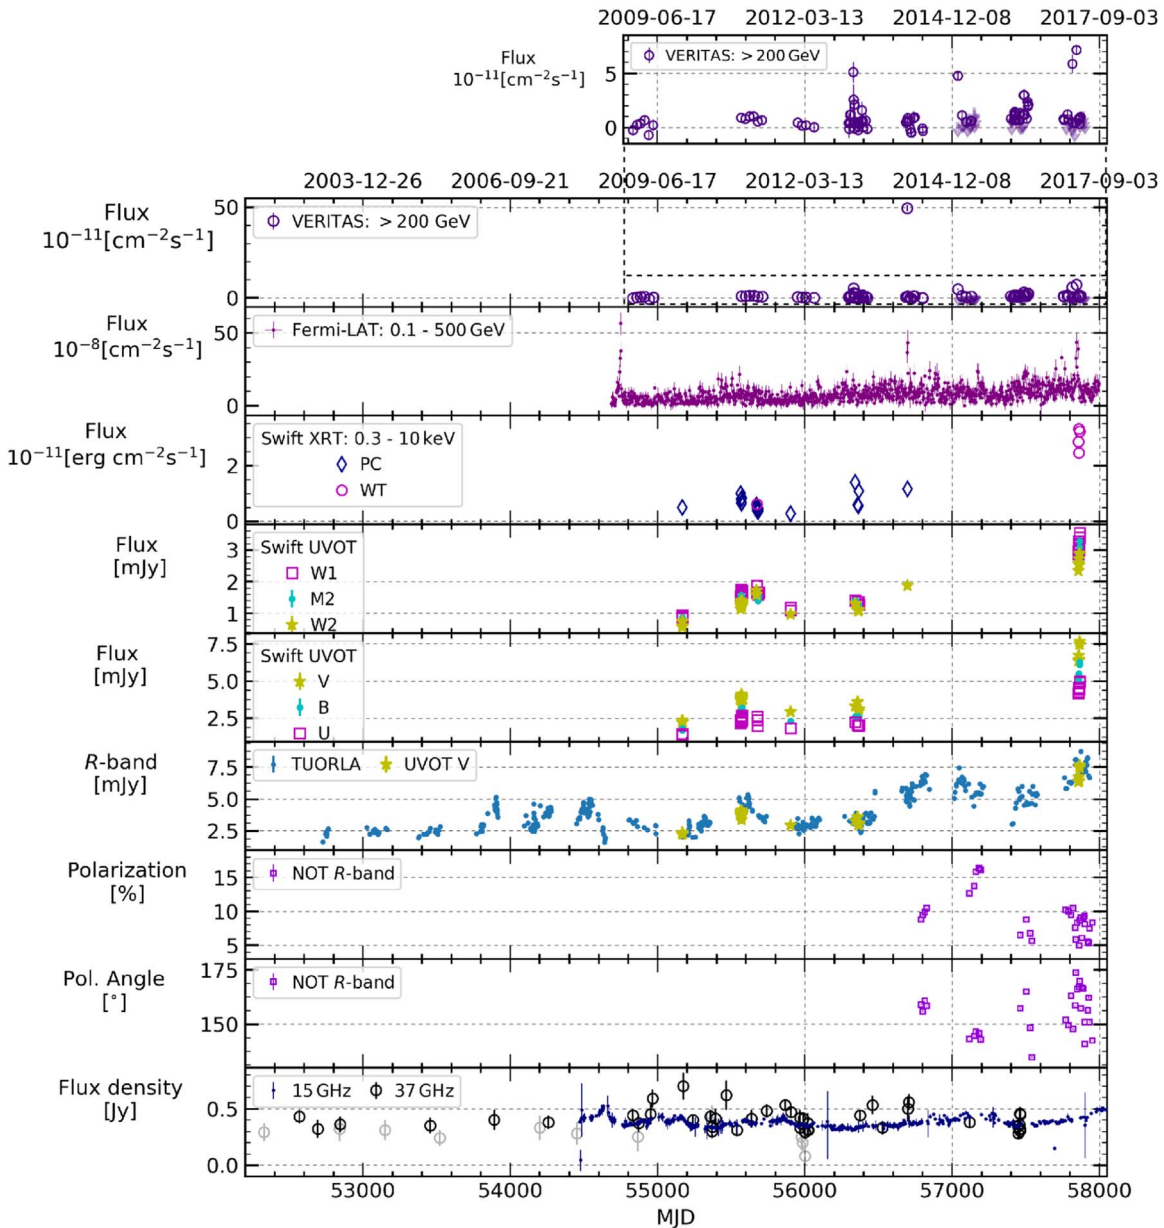 2009-06-17 2012-03-13 2014-12-08 2017-09-03
Flux
10⁻¹¹[cm⁻²s⁻¹]
VERITAS: > 200 GeV
5
0
2003-12-26 2006-09-21 2009-06-17 2012-03-13 2014-12-08 2017-09-03
Flux
10⁻¹¹[cm⁻²s⁻¹]
50
VERITAS: > 200 GeV
0
Flux
10⁻⁸[cm⁻²s⁻¹]
50
Fermi-LAT: 0.1 - 500 GeV
0
Flux
10⁻¹¹[erg cm⁻²s⁻¹]
Swift XRT: 0.3 - 10 keV
PC
WT
2
0
Flux
[mJy]
Swift UVOT
W1
M2
W2
3
2
1
Flux
[mJy]
Swift UVOT
V
B
U
7.5
5.0
2.5
R-band
[mJy]
TUORLA UVOT V
7.5
5.0
2.5
Polarization
[%]
NOT R-band
15
10
5
Pol. Angle
[°]
NOT R-band
175
150
Flux density
[Jy]
15 GHz 37 GHz
0.5
0.0
53000 54000 55000 56000 57000 58000
MJD